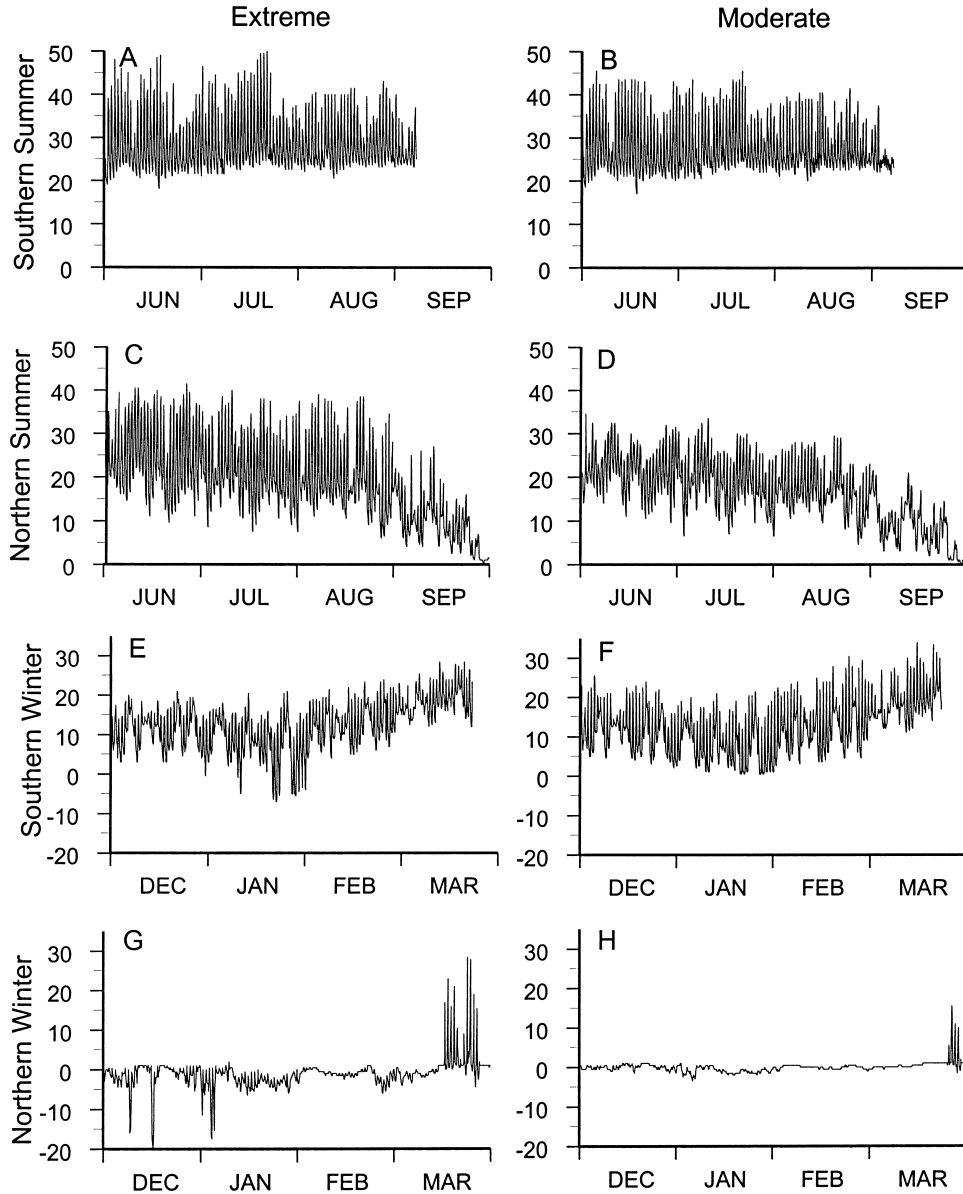 Extreme Moderate
Southern Summer
A
50
40
30
20
10
0
JUN JUL AUG SEP
B
50
40
30
20
10
0
JUN JUL AUG SEP
Northern Summer
C
50
40
30
20
10
0
JUN JUL AUG SEP
D
50
40
30
20
10
0
JUN JUL AUG SEP
Southern Winter
E
30
20
10
0
-10
-20
DEC JAN FEB MAR
F
30
20
10
0
-10
-20
DEC JAN FEB MAR
Northern Winter
G
30
20
10
0
-10
-20
DEC JAN FEB MAR
H
30
20
10
0
-10
-20
DEC JAN FEB MAR